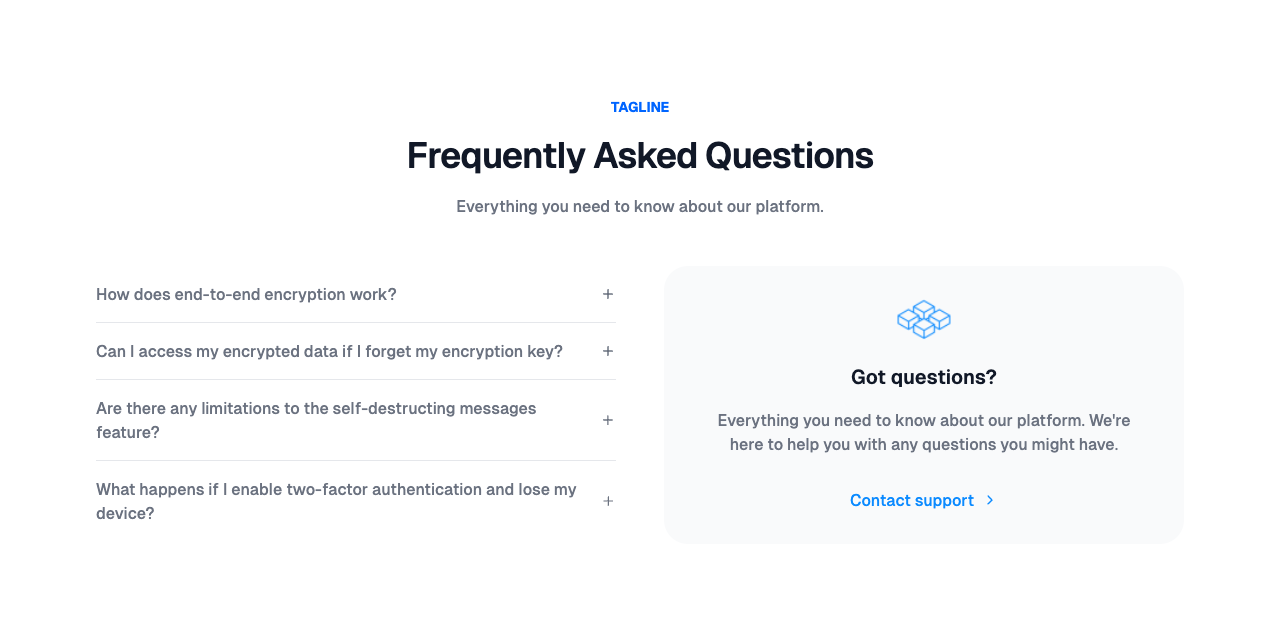 TAGLINE
Frequently Asked Questions
Everything you need to know about our platform.
How does end-to-end encryption work?
Can I access my encrypted data if I forget my encryption key?
Are there any limitations to the self-destructing messages
feature?
What happens if I enable two-factor authentication and lose my
device?
Got questions?
Everything you need to know about our platform. We're
here to help you with any questions you might have.
Contact support